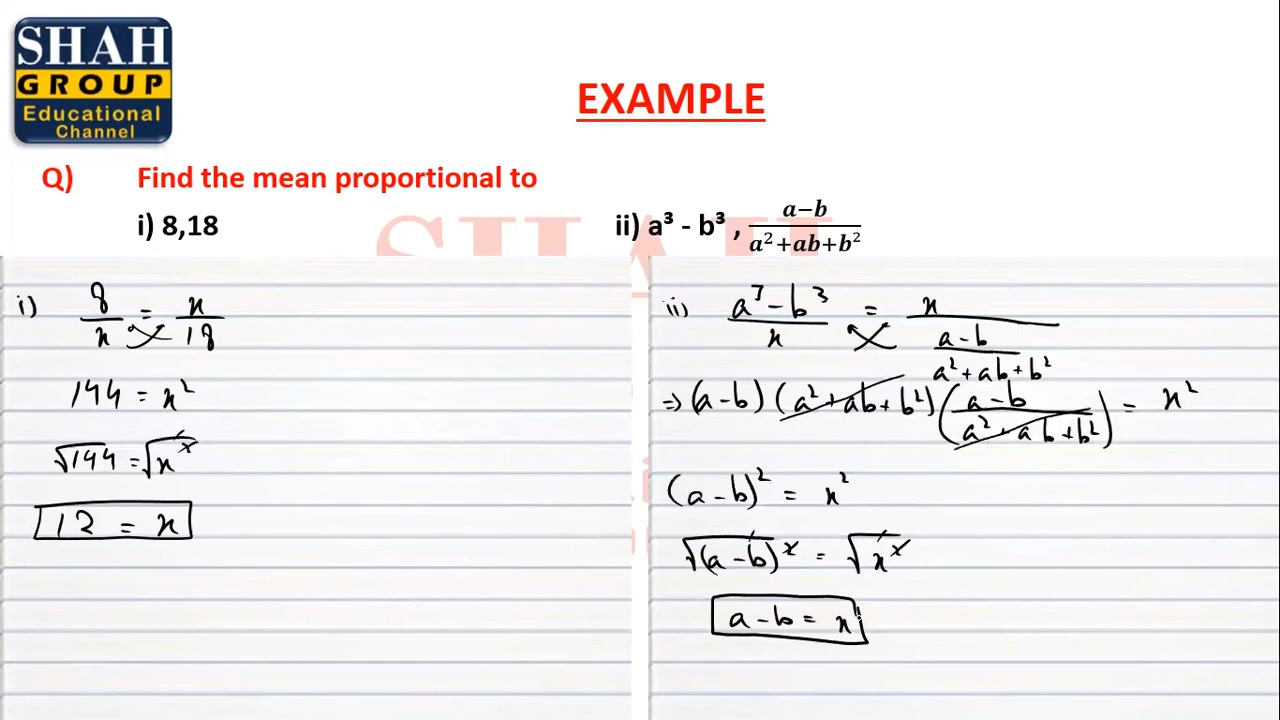 SHAH
GROUP
Educational
Channel
EXAMPLE
Q) Find the mean proportional to
i) 8,18
ii) a³ - b³ , (a−b)/(a²+ab+b²)
i) 8/x = x/18
144 = x²
√144 = √x²
12 = x
ii) (a³ - b³)/x = x/((a-b)/(a²+ab+b²))
=> (a-b) (a²+ab+b²) ((a-b)/(a²+ab+b²)) = x²
(a-b)² = x²
√(a-b)² = √x²
a-b = x